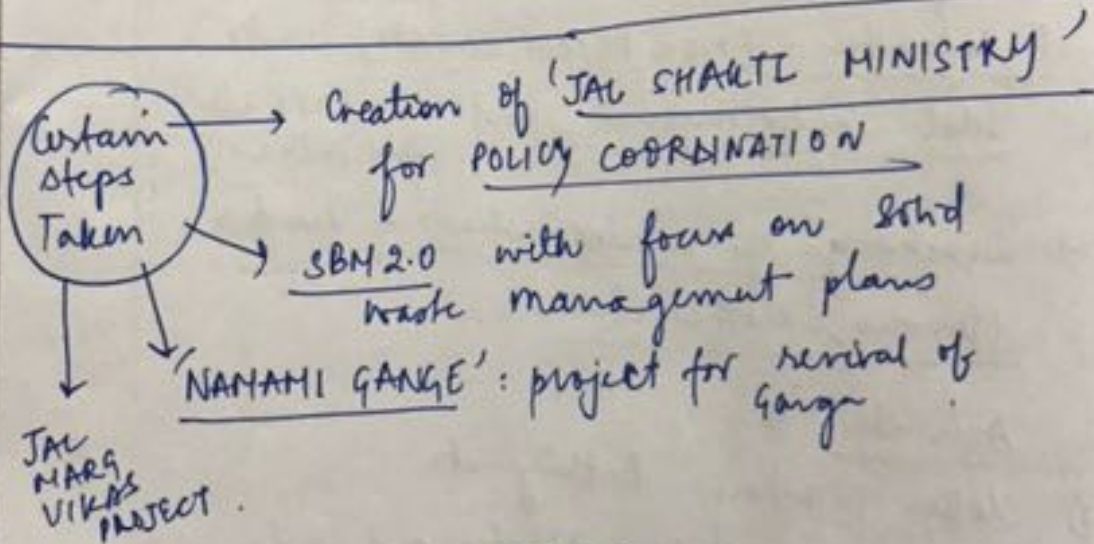 Certain
steps
Taken
Creation of 'JAL SHAKTI MINISTRY'
for POLICY COORDINATION
SBM 2.0 with focus on solid
waste management plans
'NAMAMI GANGE' : project for revival of
Ganga .
JAL
MARG
VIKAS
PROJECT .